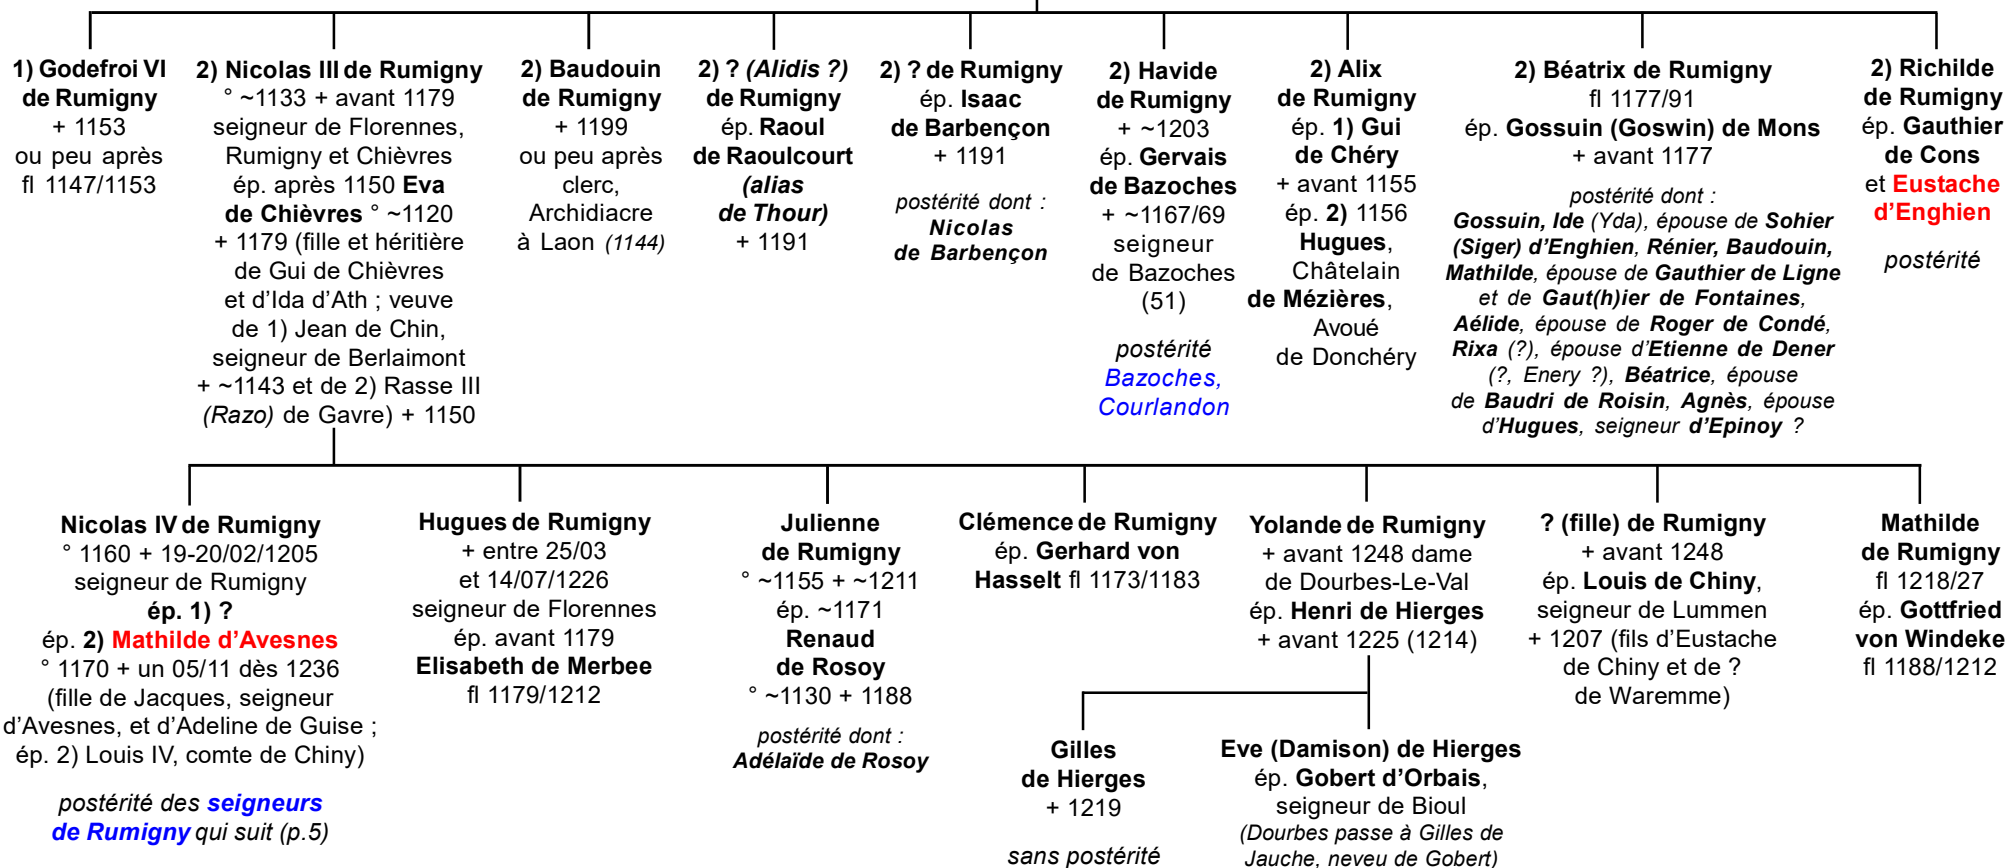 1) Godefroi VI
de Rumigny
+ 1153
ou peu après
fl 1147/1153
2) Nicolas III de Rumigny
° ~1133 + avant 1179
seigneur de Florennes,
Rumigny et Chièvres
ép. après 1150 Eva
de Chièvres ° ~1120
+ 1179 (fille et héritière
de Gui de Chièvres
et d'Ida d'Ath ; veuve
de 1) Jean de Chin,
seigneur de Berlaimont
+ ~1143 et de 2) Rasse III
(Razo) de Gavre) + 1150
2) Baudouin
de Rumigny
+ 1199
ou peu après
clerc,
Archidiacre
à Laon (1144)
2) ? (Alidis ?)
de Rumigny
ép. Raoul
de Raoulcourt
(alias
de Thour)
+ 1191
2) ? de Rumigny
ép. Isaac
de Barbençon
+ 1191
postérité dont :
Nicolas
de Barbençon
2) Havide
de Rumigny
+ ~1203
ép. Gervais
de Bazoches
+ ~1167/69
seigneur
de Bazoches
(51)
postérité
Bazoches,
Courlandon
2) Alix
de Rumigny
ép. 1) Gui
de Chéry
+ avant 1155
ép. 2) 1156
Hugues,
Châtelain
de Mézières,
Avoué
de Donchéry
2) Béatrix de Rumigny
fl 1177/91
ép. Gossuin (Goswin) de Mons
+ avant 1177
postérité dont :
Gossuin, Ide (Yda), épouse de Sohier
(Siger) d'Enghien, Rénier, Baudouin,
Mathilde, épouse de Gauthier de Ligne
et de Gaut(h)ier de Fontaines,
Aélide, épouse de Roger de Condé,
Rixa (?), épouse d'Etienne de Dener
(?, Enery ?), Béatrice, épouse
de Baudri de Roisin, Agnès, épouse
d'Hugues, seigneur d'Epinoy ?
2) Richilde
de Rumigny
ép. Gauthier
de Cons
et Eustache
d'Enghien
postérité
Nicolas IV de Rumigny
° 1160 + 19-20/02/1205
seigneur de Rumigny
ép. 1) ?
ép. 2) Mathilde d'Avesnes
° 1170 + un 05/11 dès 1236
(fille de Jacques, seigneur
d'Avesnes, et d'Adeline de Guise ;
ép. 2) Louis IV, comte de Chiny)
postérité des seigneurs
de Rumigny qui suit (p.5)
Hugues de Rumigny
+ entre 25/03
et 14/07/1226
seigneur de Florennes
ép. avant 1179
Elisabeth de Merbee
fl 1179/1212
Julienne
de Rumigny
° ~1155 + ~1211
ép. ~1171
Renaud
de Rosoy
° ~1130 + 1188
postérité dont :
Adélaïde de Rosoy
Clémence de Rumigny
ép. Gerhard von
Hasselt fl 1173/1183
Yolande de Rumigny
+ avant 1248 dame
de Dourbes-Le-Val
ép. Henri de Hierges
+ avant 1225 (1214)
? (fille) de Rumigny
+ avant 1248
ép. Louis de Chiny,
seigneur de Lummen
+ 1207 (fils d'Eustache
de Chiny et de ?
de Waremme)
Mathilde
de Rumigny
fl 1218/27
ép. Gottfried
von Windeke
fl 1188/1212
Gilles
de Hierges
+ 1219
sans postérité
Eve (Damison) de Hierges
ép. Gobert d'Orbais,
seigneur de Bioul
(Dourbes passe à Gilles de
Jauche, neveu de Gobert)